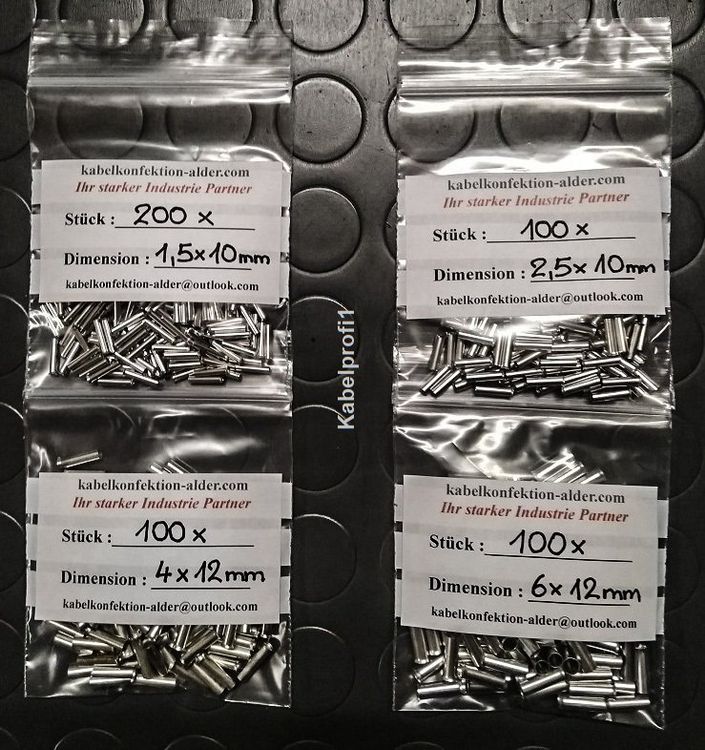 kabelkonfektion-alder.com
Ihr starker Industrie Partner
Stück : 200 x
Dimension : 1,5x10mm
kabelkonfektion-alder@outlook.com
kabelkonfektion-alder.com
Ihr starker Industrie Partner
Stück : 100 x
Dimension : 2,5x10mm
kabelkonfektion-alder@outlook.com
Kabelprofi1
kabelkonfektion-alder.com
Ihr starker Industrie Partner
Stück : 100 x
Dimension : 4x12mm
kabelkonfektion-alder@outlook.com
kabelkonfektion-alder.com
Ihr starker Industrie Partner
Stück : 100x
Dimension : 6x12mm
kabelkonfektion-alder@outlook.com